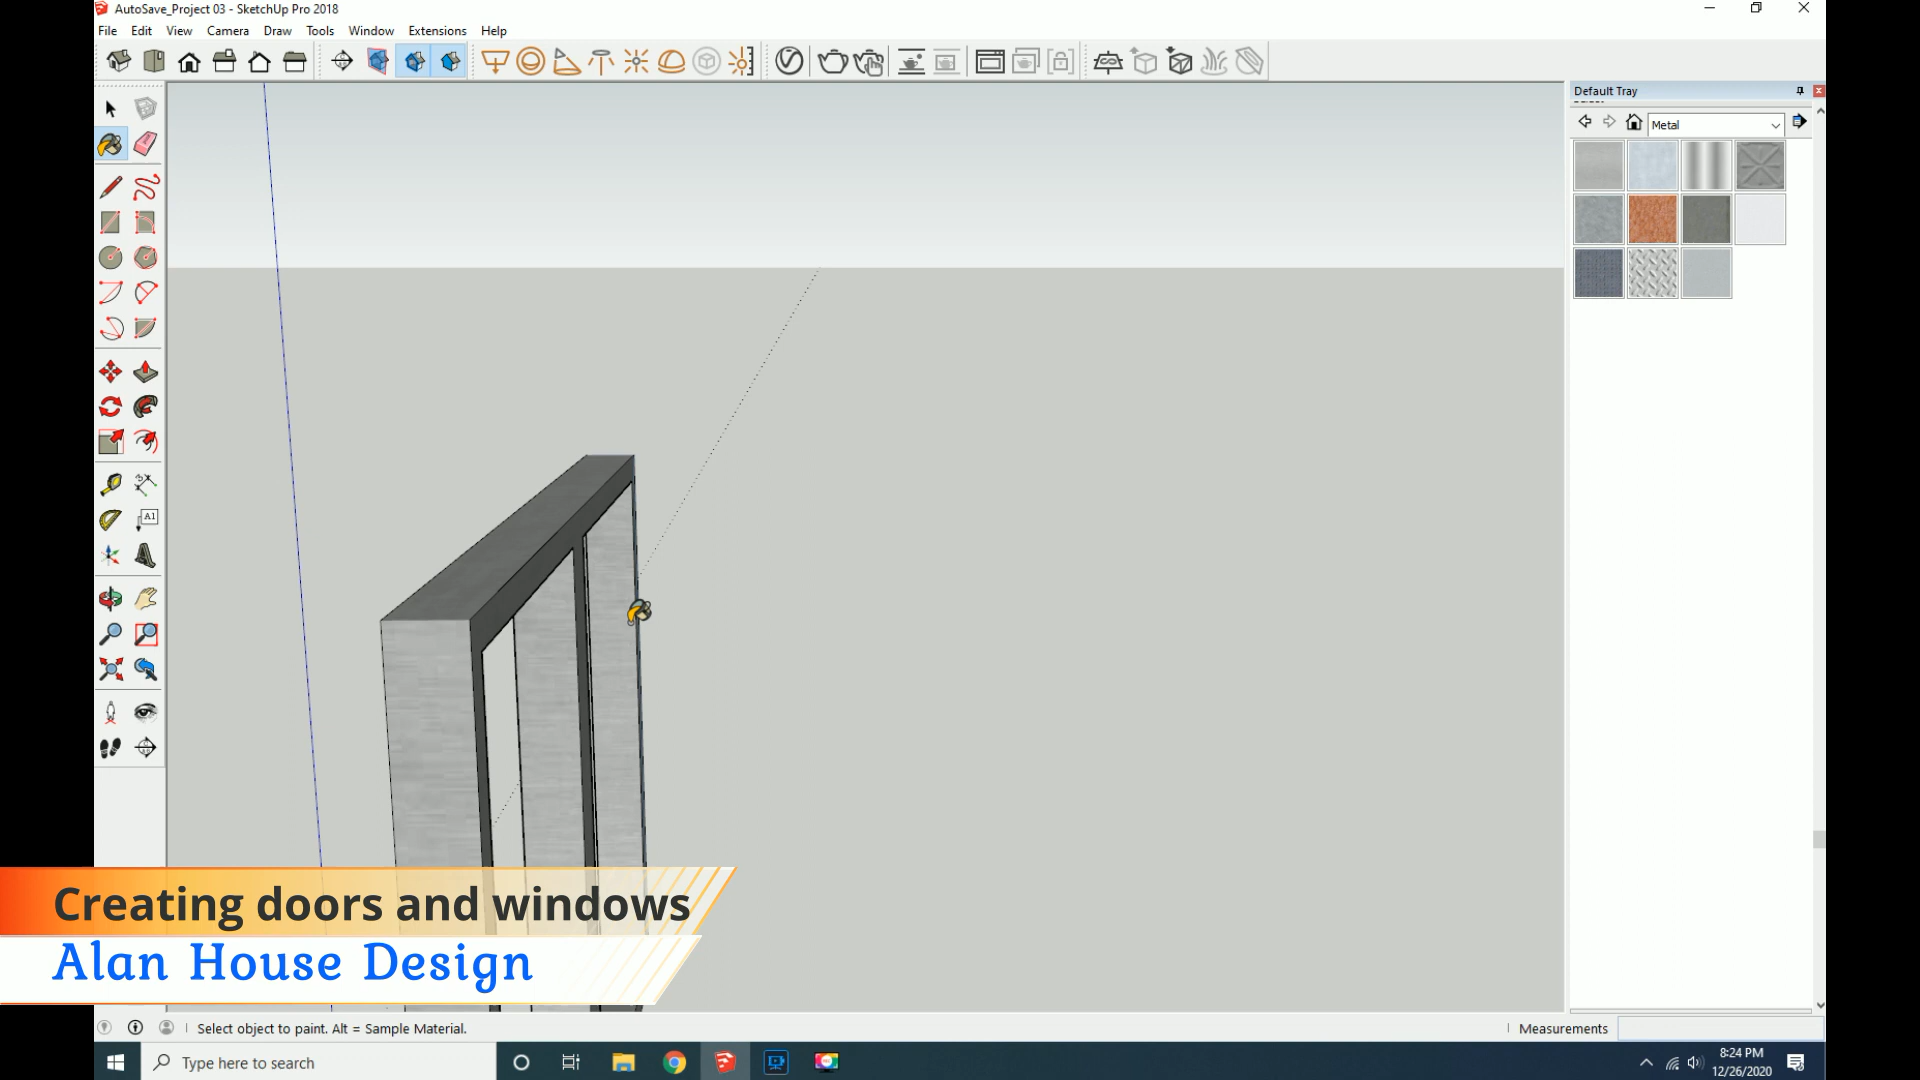 AutoSave_Project 03 - SketchUp Pro 2018
File Edit View Camera Draw Tools Window Extensions Help
Default Tray
Metal
A1
Creating doors and windows
Alan House Design
Select object to paint. Alt = Sample Material.
Measurements
Type here to search
8:24 PM
12/26/2020